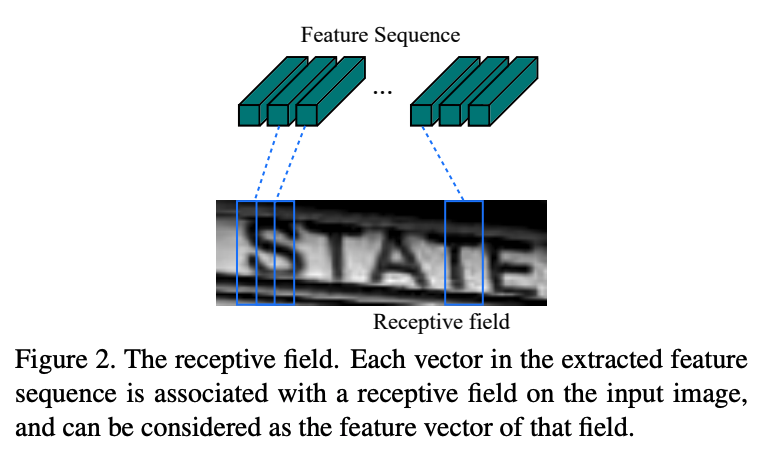 Feature Sequence
...
STATE
Receptive field
Figure 2. The receptive field. Each vector in the extracted feature
sequence is associated with a receptive field on the input image,
and can be considered as the feature vector of that field.